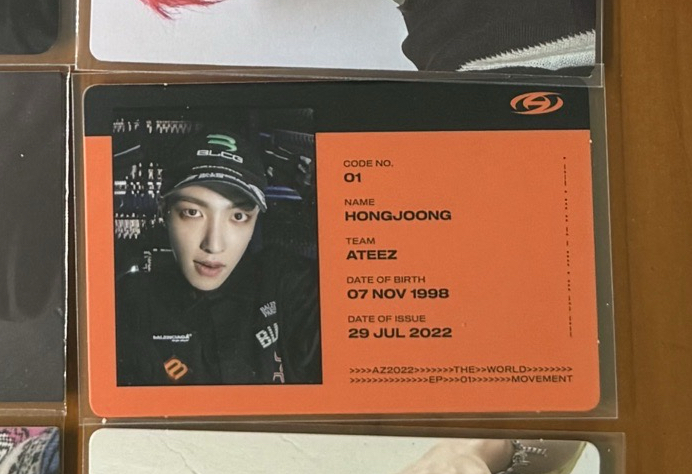 BLCG
CODE NO.
01
NAME
HONGJOONG
TEAM
ATEEZ
DATE OF BIRTH
07 NOV 1998
DATE OF ISSUE
29 JUL 2022
>>>>AZ2022>>>>>>>THE>>WORLD>>>>>>>>
>>>>>>>>>>>>>>EP>>>01>>>>>>>MOVEMENT